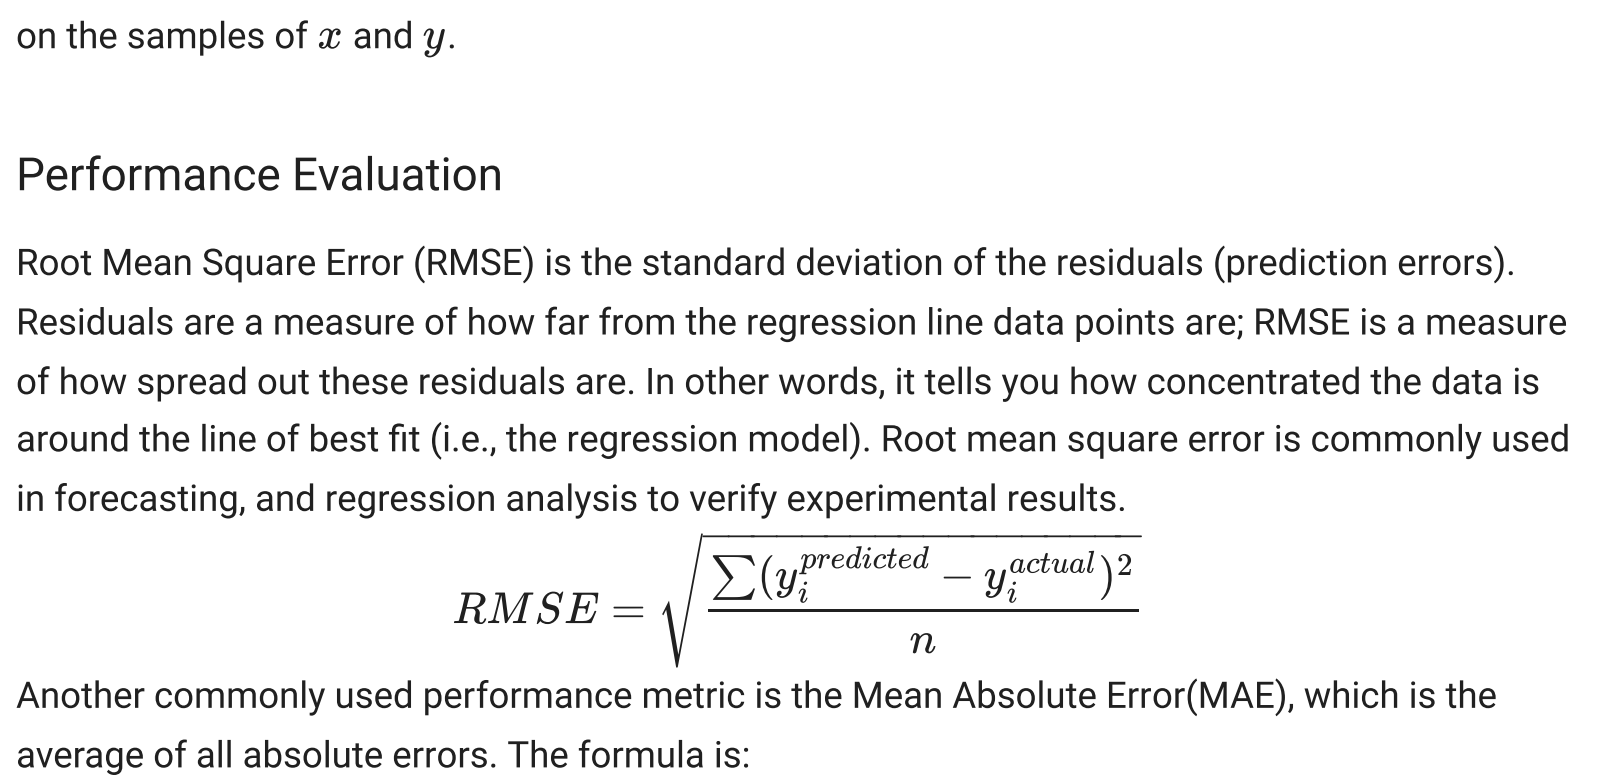 on the samples of x and y.
Performance Evaluation
Root Mean Square Error (RMSE) is the standard deviation of the residuals (prediction errors).
Residuals are a measure of how far from the regression line data points are; RMSE is a measure
of how spread out these residuals are. In other words, it tells you how concentrated the data is
around the line of best fit (i.e., the regression model). Root mean square error is commonly used
in forecasting, and regression analysis to verify experimental results.
RMSE = \sqrt{\frac{\sum(y_i^{predicted} - y_i^{actual})^2}{n}}
Another commonly used performance metric is the Mean Absolute Error(MAE), which is the
average of all absolute errors. The formula is: